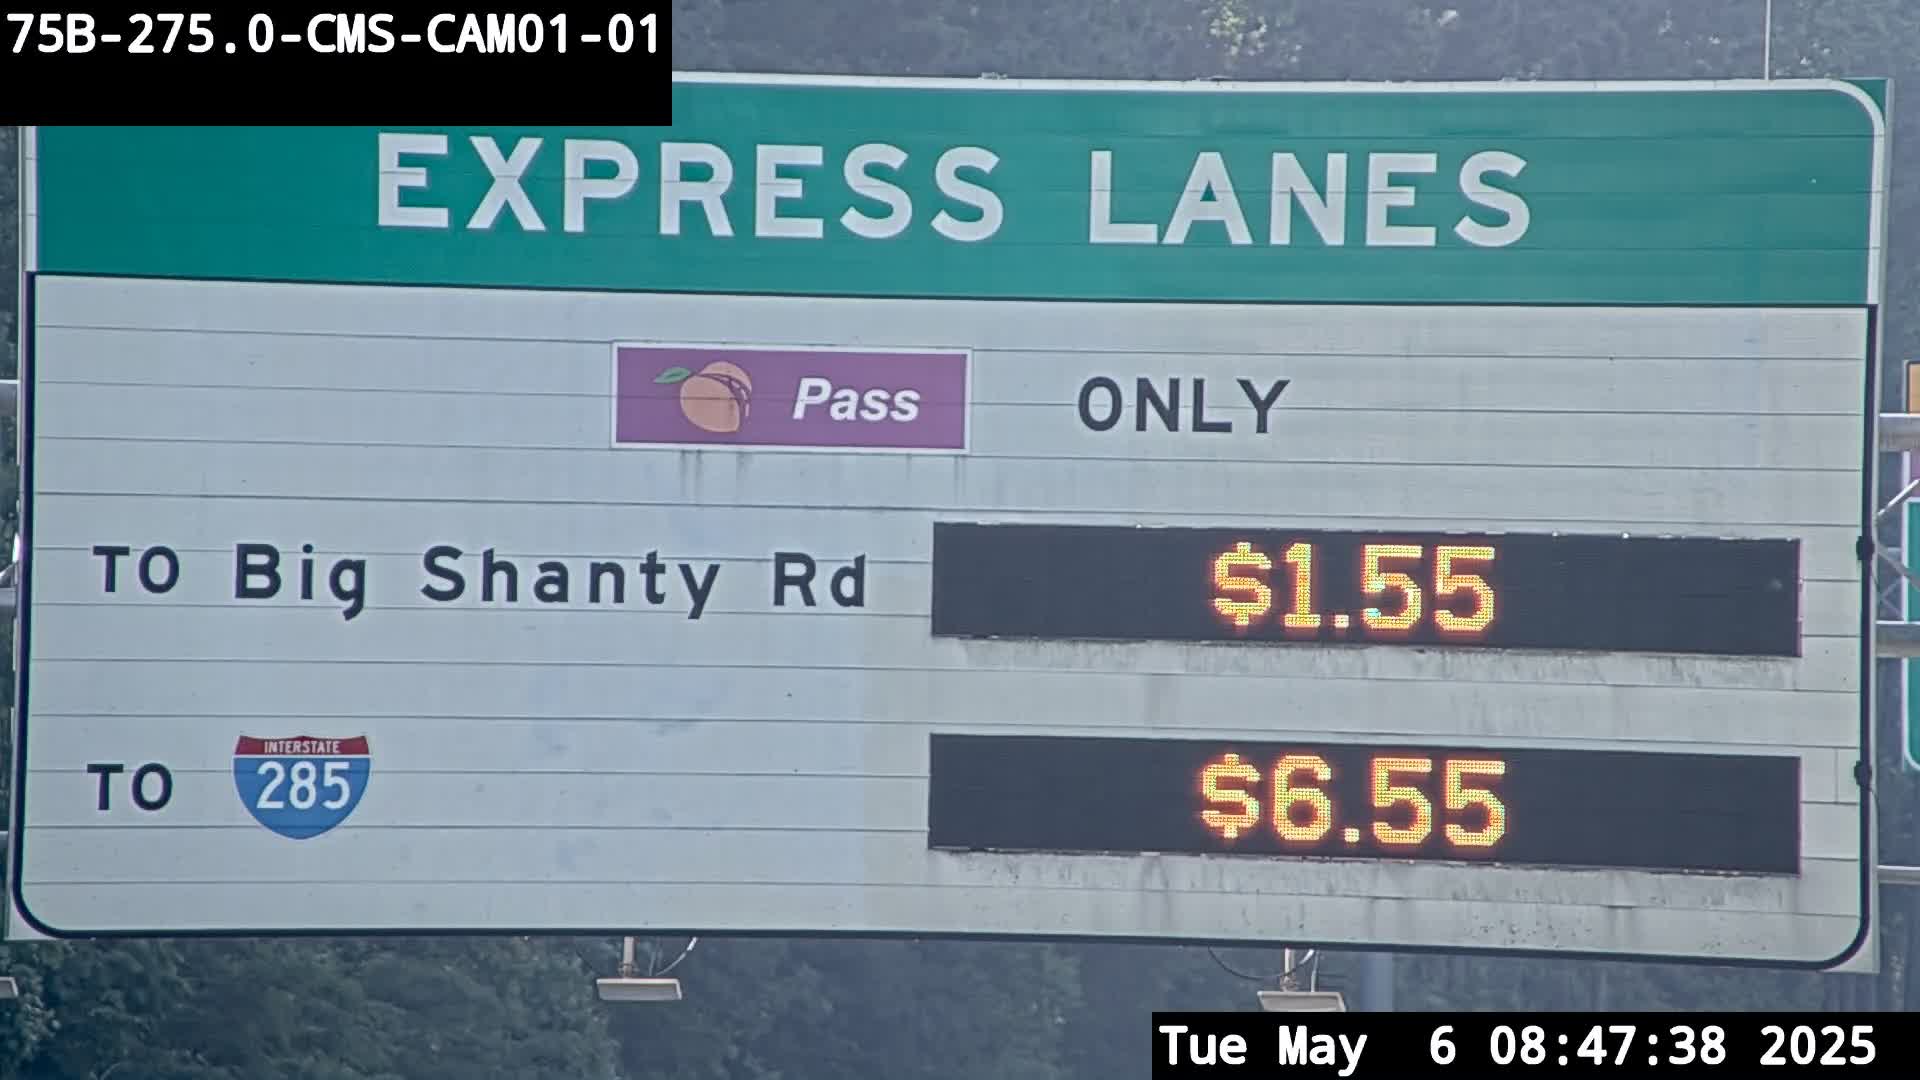 75B-275.0-CMS-CAM01-01
EXPRESS LANES
Pass ONLY
TO Big Shanty Rd $1.55
INTERSTATE
TO 285 $6.55
Tue May 6 08:47:38 2025